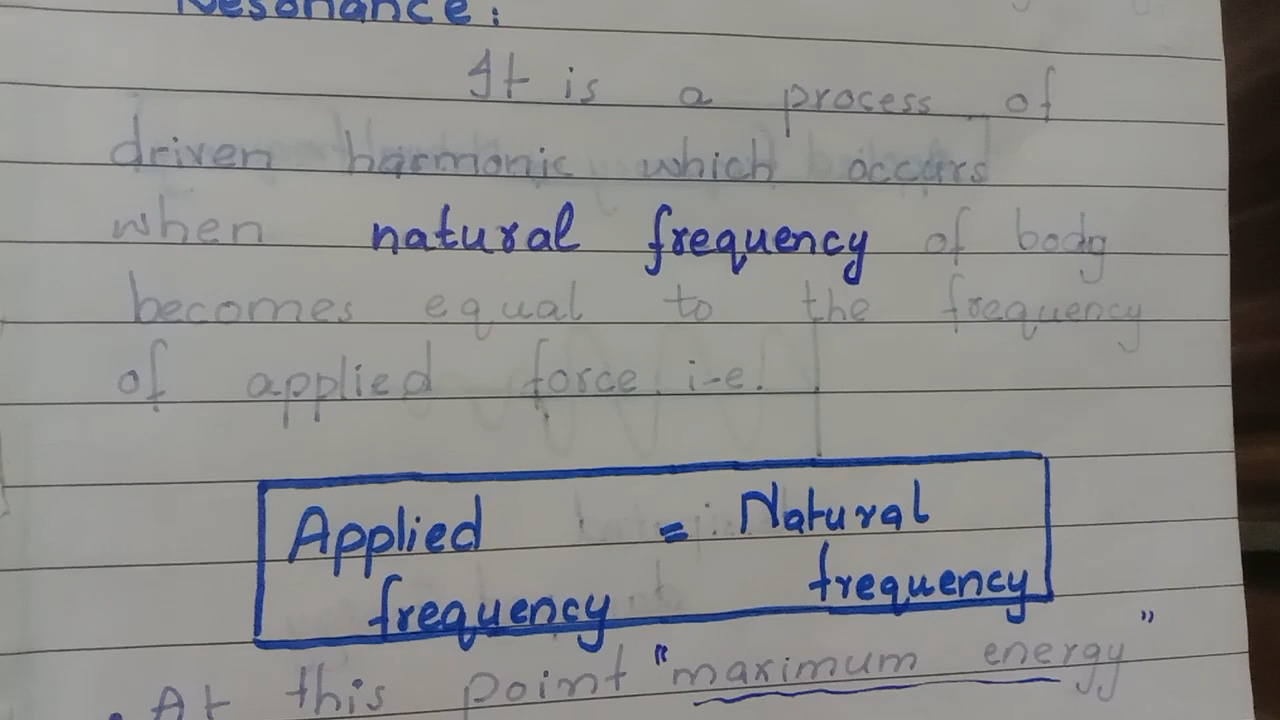 Resonance:
It is a process of
driven harmonic which occurs
when natural frequency of body
becomes equal to the frequency
of applied force i-e.
Applied = Natural
frequency frequency
• At this point "maximum energy"